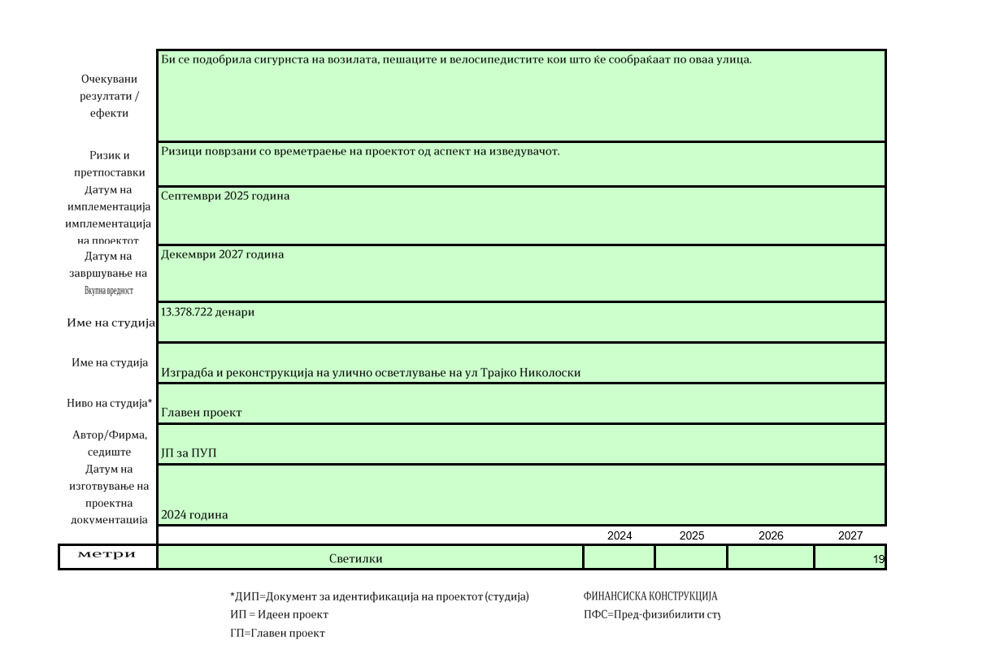 Би се подобрила сигурнста на возилата, пешаците и велосипедистите кои што ќе сообраќаат по оваа улица.
Очекувани
резултати /
ефекти
Ризици поврзани со времетраење на проектот од аспект на изведувачот.
Ризик и
претпоставки
Датум на
имплементација
Септември 2025 година
имплементација
на проектот
Датум на
завршување на
Декември 2027 година
Вкупна вредност
13.378.722 денари
Име на студија
Име на студија
Изградба и реконструкција на улично осветлување на ул Трајко Николоски
Ниво на студија*
Главен проект
Автор/Фирма,
седиште
ЈП за ПУП
Датум на
изготвување на
проектна
документација
2024 година
2024 2025 2026 2027
метри Светилки 19
*ДИП=Документ за идентификација на проектот (студија) ФИНАНСИСКА КОНСТРУКЦИЈА
ИП = Идеен проект ПФС=Пред-физибилити сту
ГП=Главен проект